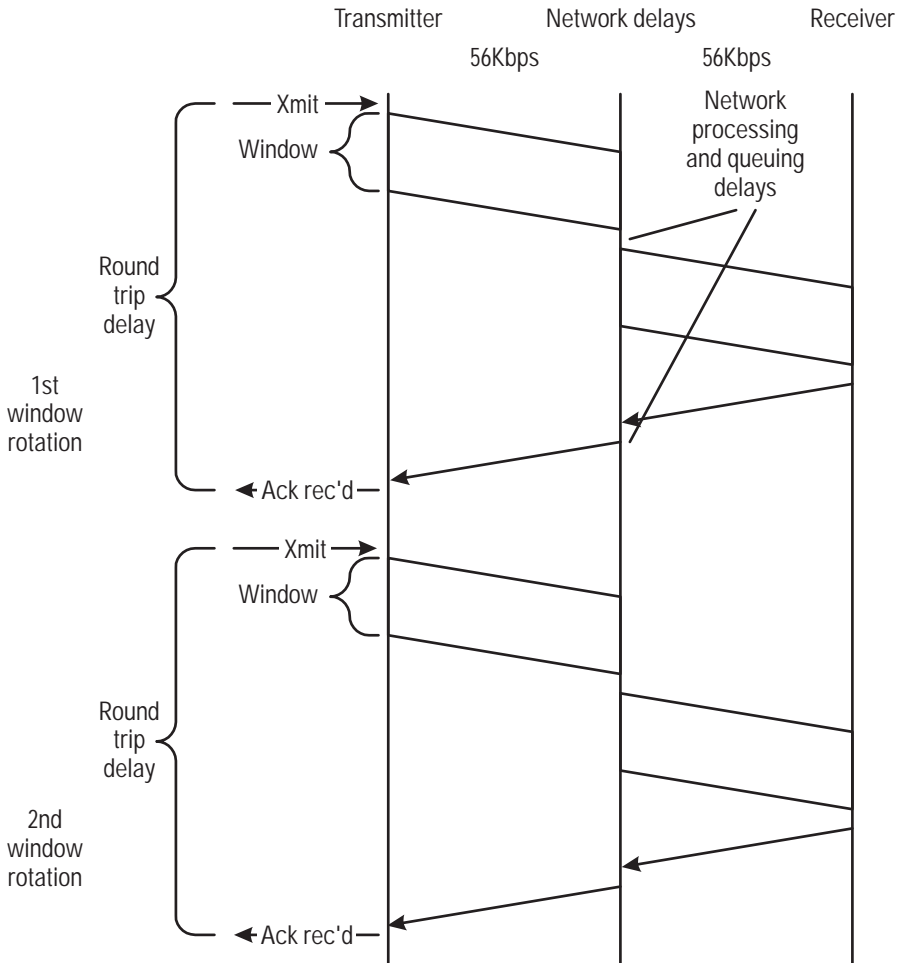 Transmitter Network delays Receiver
56Kbps 56Kbps
Network
processing
and queuing
delays
Xmit
Window
Round
trip
delay
1st
window
rotation
Ack rec'd
Xmit
Window
Round
trip
delay
2nd
window
rotation
Ack rec'd